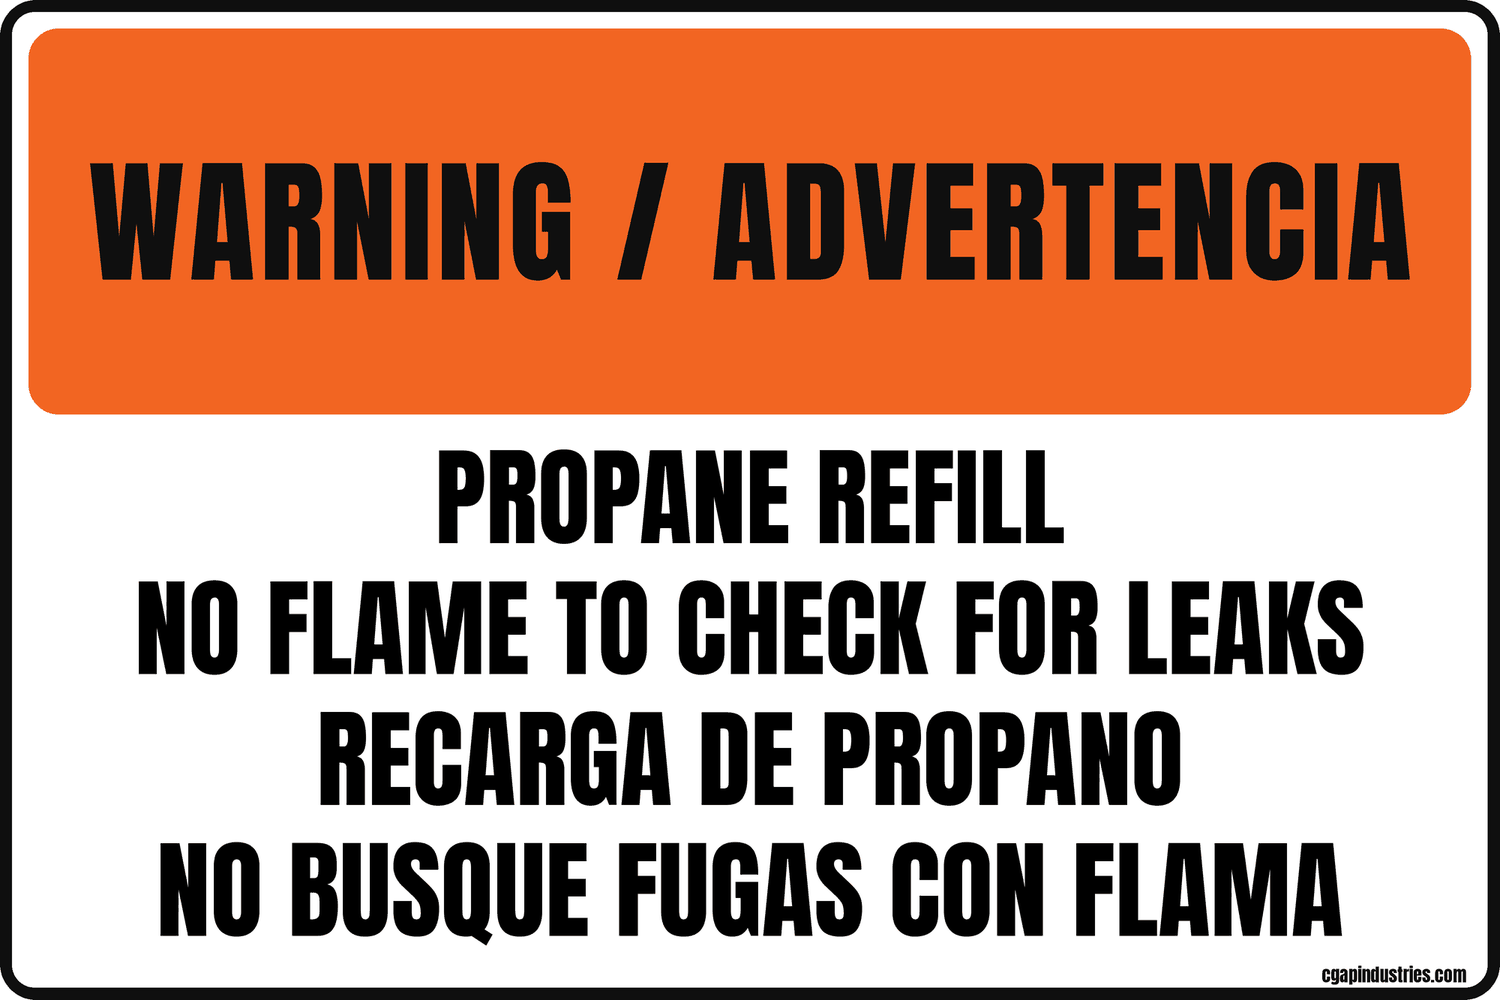 WARNING / ADVERTENCIA
PROPANE REFILL
NO FLAME TO CHECK FOR LEAKS
RECARGA DE PROPANO
NO BUSQUE FUGAS CON FLAMA
cgapindustries.com